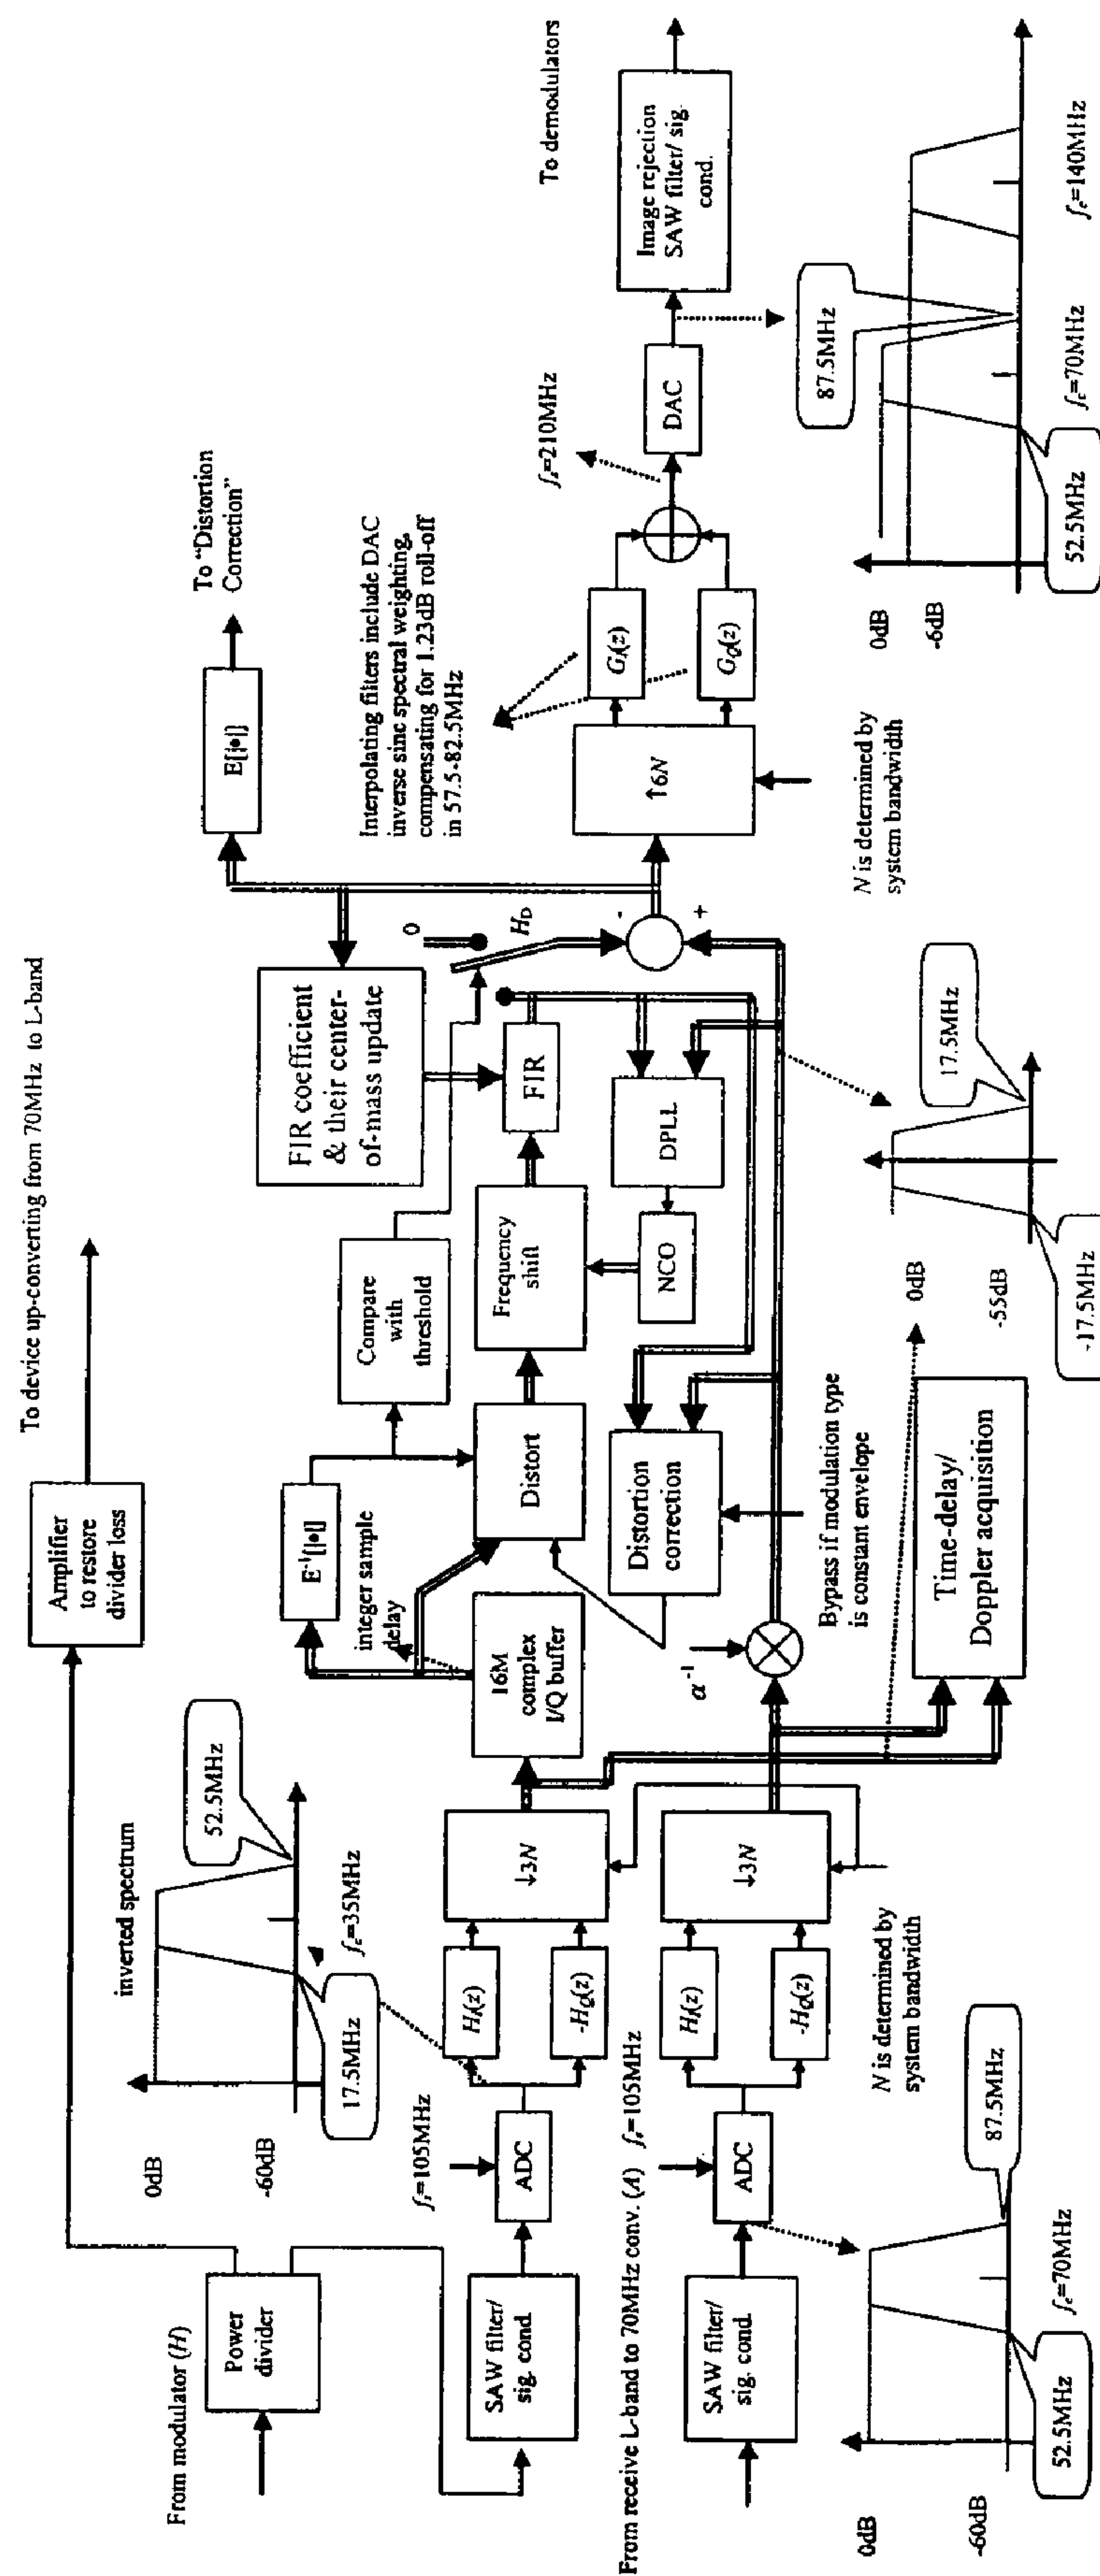 To device up-converting from 70MHz to L-band
From modulator (H)
Power
divider
Amplifier
to restore
divider loss
inverted spectrum
0dB
-60dB
17.5MHz
52.5MHz
fc=35MHz
SAW filter/
sig. cond.
fs=105MHz
ADC
HI(z)
-HQ(z)
↓3N
16M
complex
I/Q buffer
integer sample
delay
E⁻¹[|•|]
Compare
with
threshold
Distort
Frequency
shift
FIR
FIR coefficient
& their center-
of-mass update
0
HD
-
+
E[|•|]
To "Distortion
Correction"
Distortion
correction
NCO
DPLL
Bypass if modulation type
is constant envelope
From receive L-band to 70MHz conv. (A)
SAW filter/
sig. cond.
fs=105MHz
ADC
HI(z)
-HQ(z)
↓3N
α⁻¹
N is determined by
system bandwidth
Time-delay/
Doppler acquisition
0dB
-60dB
52.5MHz
87.5MHz
fc=70MHz
0dB
-55dB
-17.5MHz
17.5MHz
Interpolating filters include DAC
inverse sinc spectral weighting,
compensating for 1.23dB roll-off
in 57.5-82.5MHz
↑6N
N is determined by
system bandwidth
GI(z)
GQ(z)
fs=210MHz
DAC
Image rejection
SAW filter/ sig.
cond.
To demodulators
0dB
-6dB
52.5MHz
87.5MHz
fc=70MHz
fc=140MHz